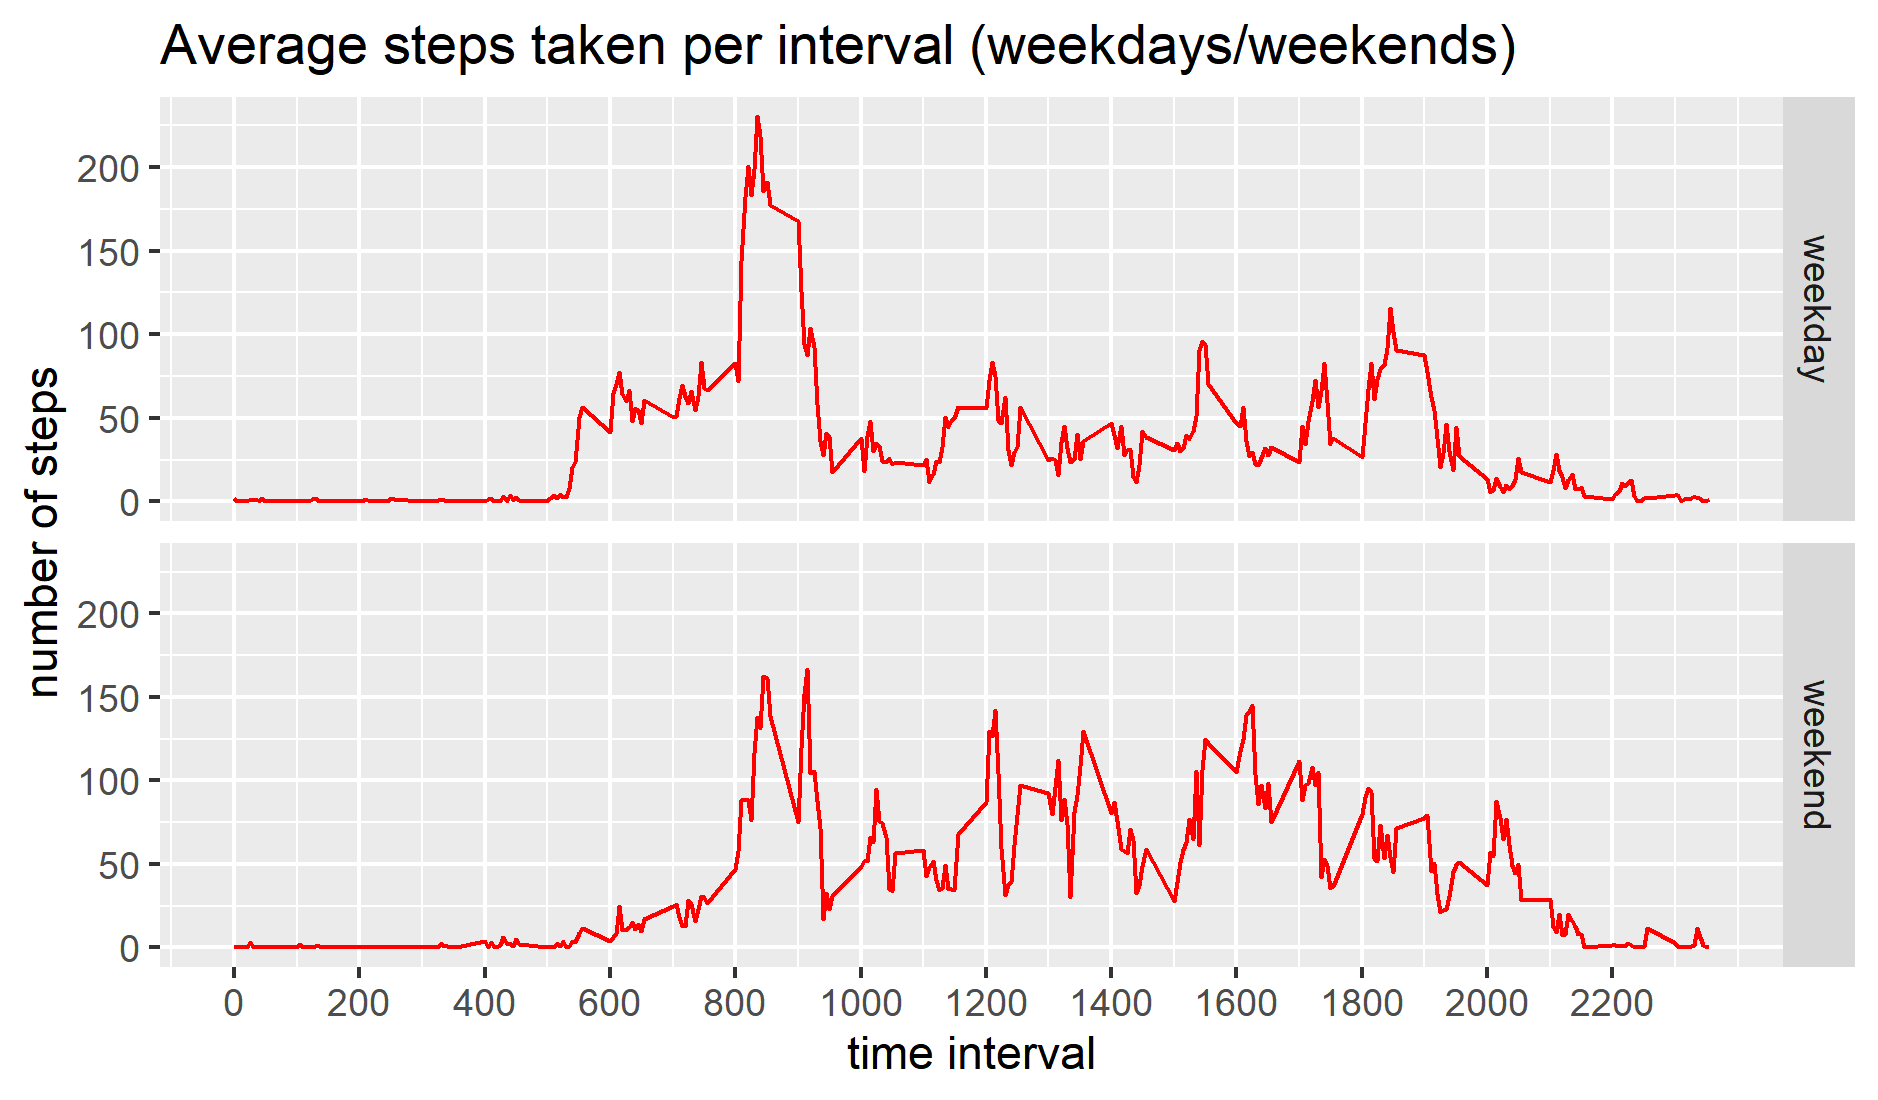 Average steps taken per interval (weekdays/weekends)
number of steps
200
150
100
50
0
weekday
200
150
100
50
0
weekend
0 200 400 600 800 1000 1200 1400 1600 1800 2000 2200
time interval